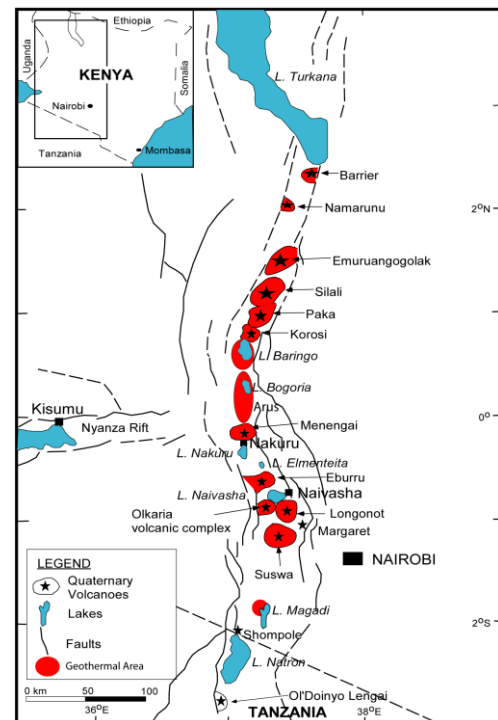 Ethiopia
Uganda
KENYA
Somalia
Nairobi
Tanzania
Mombasa
L. Turkana
Barrier
2°N
Namarunu
Emuruangogolak
Silali
Paka
Korosi
L. Baringo
L. Bogoria
Arus
Kisumu
0°
Nyanza Rift
Menengai
Nakuru
L. Nakuru
L. Elmenteita
Eburru
L. Naivasha
Naivasha
Olkaria
volcanic complex
Longonot
Margaret
NAIROBI
Suswa
LEGEND
Quaternary
Volcanoes
Lakes
Faults
Geothermal Area
L. Magadi
2°S
Shompole
L. Natron
0 km 50 100
36°E
Ol'Doinyo Lengai
TANZANIA
38°E